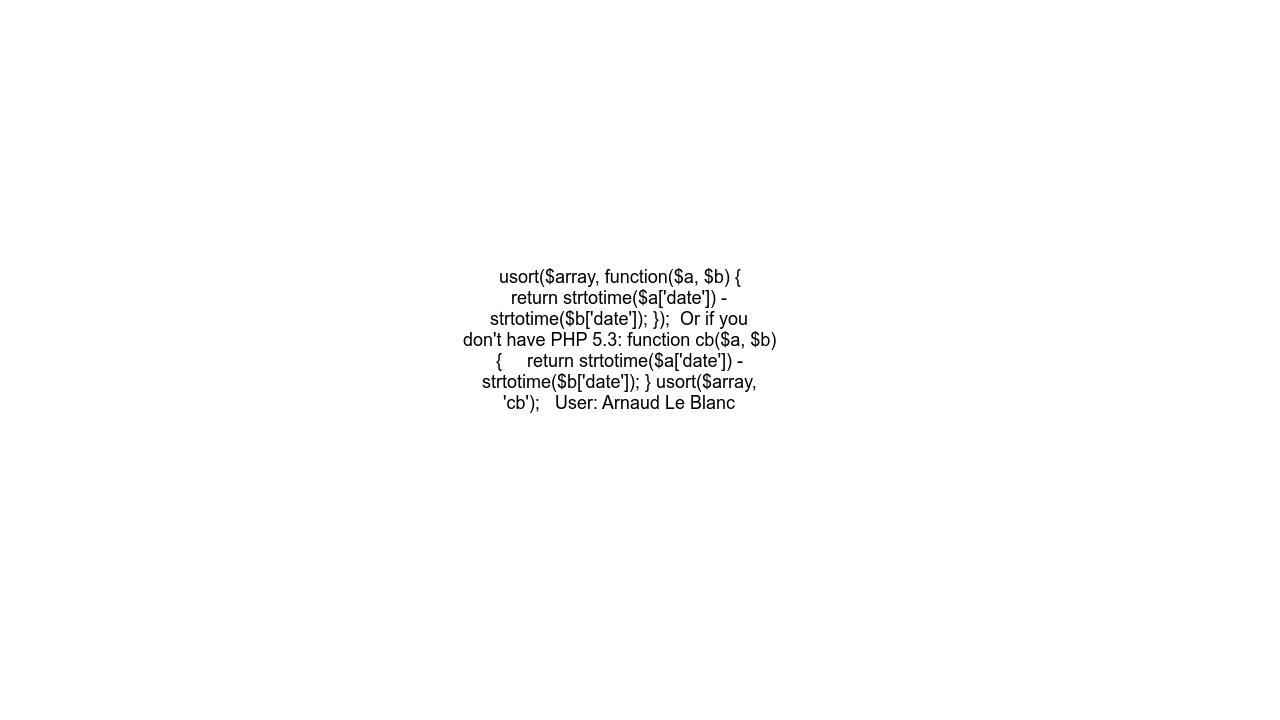 usort($array, function($a, $b) {
return strtotime($a['date']) -
strtotime($b['date']); });  Or if you
don't have PHP 5.3: function cb($a, $b)
{     return strtotime($a['date']) -
strtotime($b['date']); } usort($array,
'cb');   User: Arnaud Le Blanc